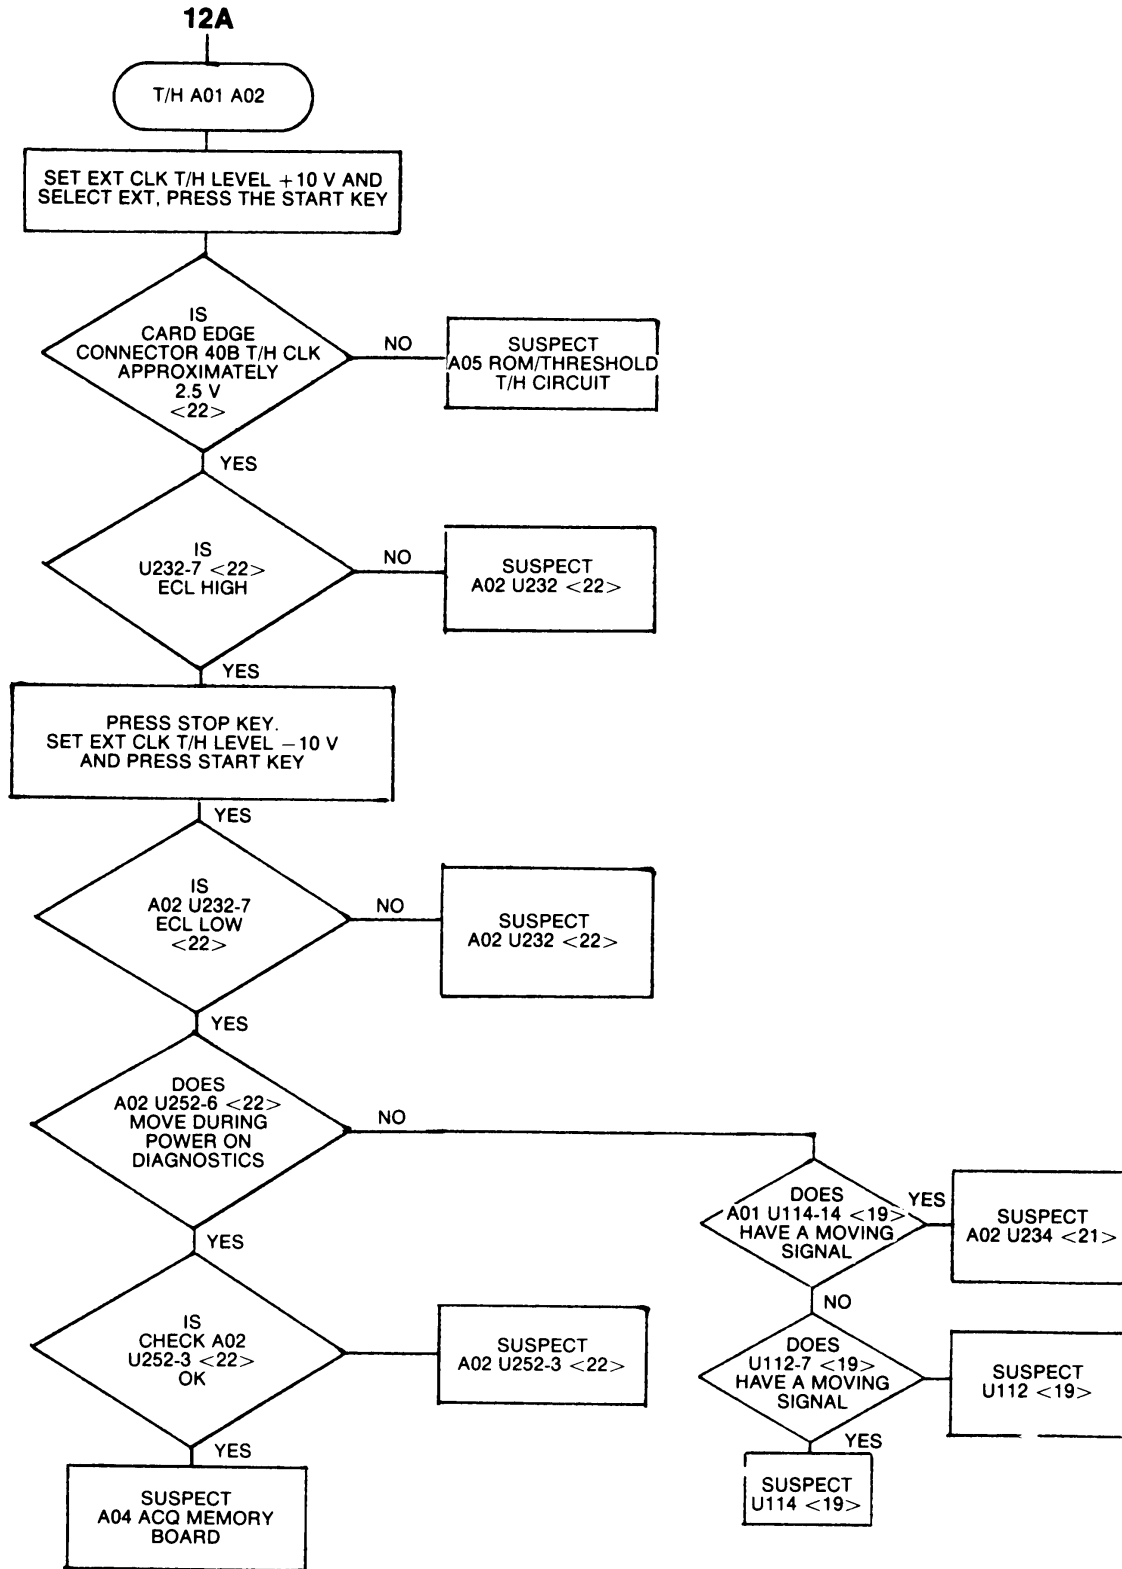 12A
T/H A01 A02
SET EXT CLK T/H LEVEL +10 V AND
SELECT EXT, PRESS THE START KEY
IS
CARD EDGE
CONNECTOR 40B T/H CLK
APPROXIMATELY
2.5 V
<22>
NO
SUSPECT
A05 ROM/THRESHOLD
T/H CIRCUIT
YES
IS
U232-7 <22>
ECL HIGH
NO
SUSPECT
A02 U232 <22>
YES
PRESS STOP KEY.
SET EXT CLK T/H LEVEL −10 V
AND PRESS START KEY
YES
IS
A02 U232-7
ECL LOW
<22>
NO
SUSPECT
A02 U232 <22>
YES
DOES
A02 U252-6 <22>
MOVE DURING
POWER ON
DIAGNOSTICS
NO
DOES
A01 U114-14 <19>
HAVE A MOVING
SIGNAL
YES
SUSPECT
A02 U234 <21>
YES
NO
IS
CHECK A02
U252-3 <22>
OK
SUSPECT
A02 U252-3 <22>
DOES
U112-7 <19>
HAVE A MOVING
SIGNAL
SUSPECT
U112 <19>
YES
YES
SUSPECT
A04 ACQ MEMORY
BOARD
SUSPECT
U114 <19>